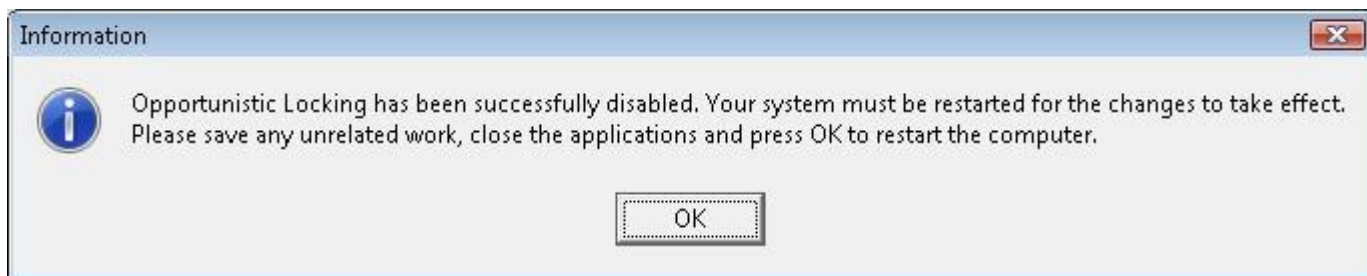 Information
Opportunistic Locking has been successfully disabled. Your system must be restarted for the changes to take effect.
Please save any unrelated work, close the applications and press OK to restart the computer.
OK